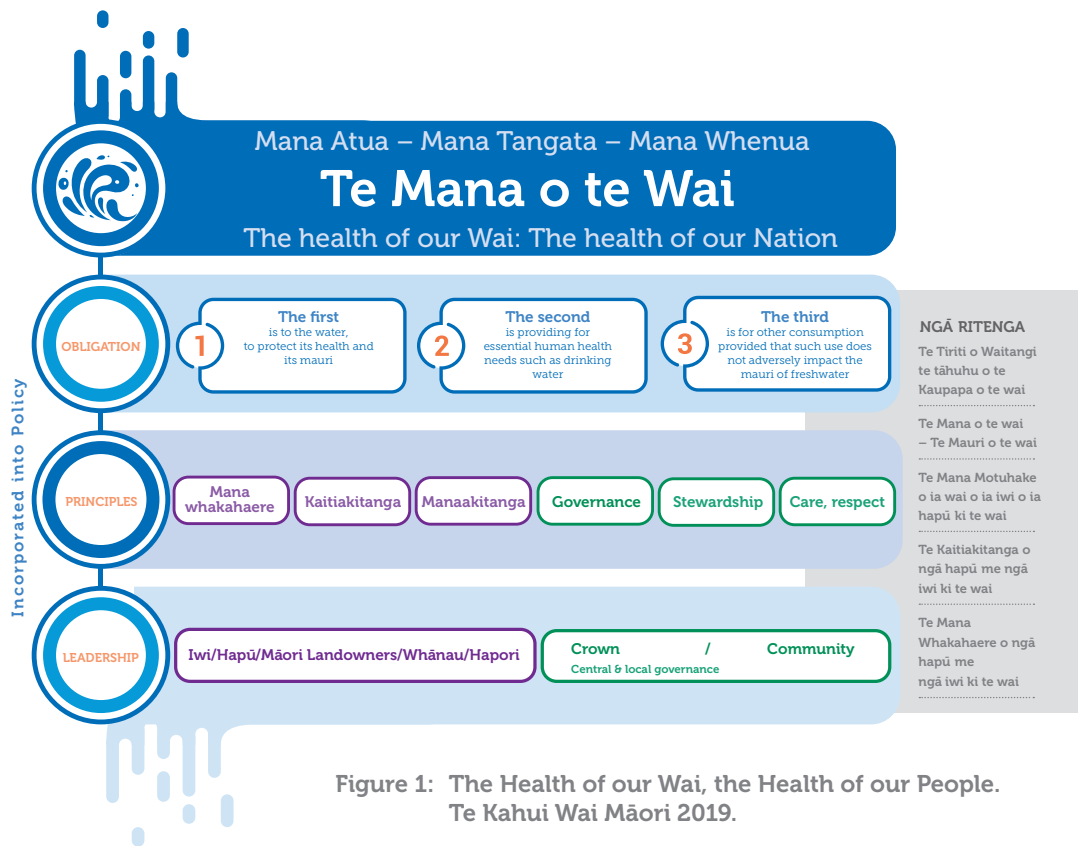 Mana Atua – Mana Tangata – Mana Whenua
Te Mana o te Wai
The health of our Wai: The health of our Nation
Incorporated into Policy
OBLIGATION
1
The first
is to the water,
to protect its health and
its mauri
2
The second
is providing for
essential human health
needs such as drinking
water
3
The third
is for other consumption
provided that such use does
not adversely impact the
mauri of freshwater
PRINCIPLES
Mana
whakahaere
Kaitiakitanga
Manaakitanga
Governance
Stewardship
Care, respect
LEADERSHIP
Iwi/Hapū/Māori Landowners/Whānau/Hapori
Crown / Community
Central & local governance
NGĀ RITENGA
Te Tiriti o Waitangi
te tāhuhu o te
Kaupapa o te wai
Te Mana o te wai
– Te Mauri o te wai
Te Mana Motuhake
o ia wai o ia iwi o ia
hapū ki te wai
Te Kaitiakitanga o
ngā hapū me ngā
iwi ki te wai
Te Mana
Whakahaere o ngā
hapū me
ngā iwi ki te wai
Figure 1: The Health of our Wai, the Health of our People.
Te Kahui Wai Māori 2019.